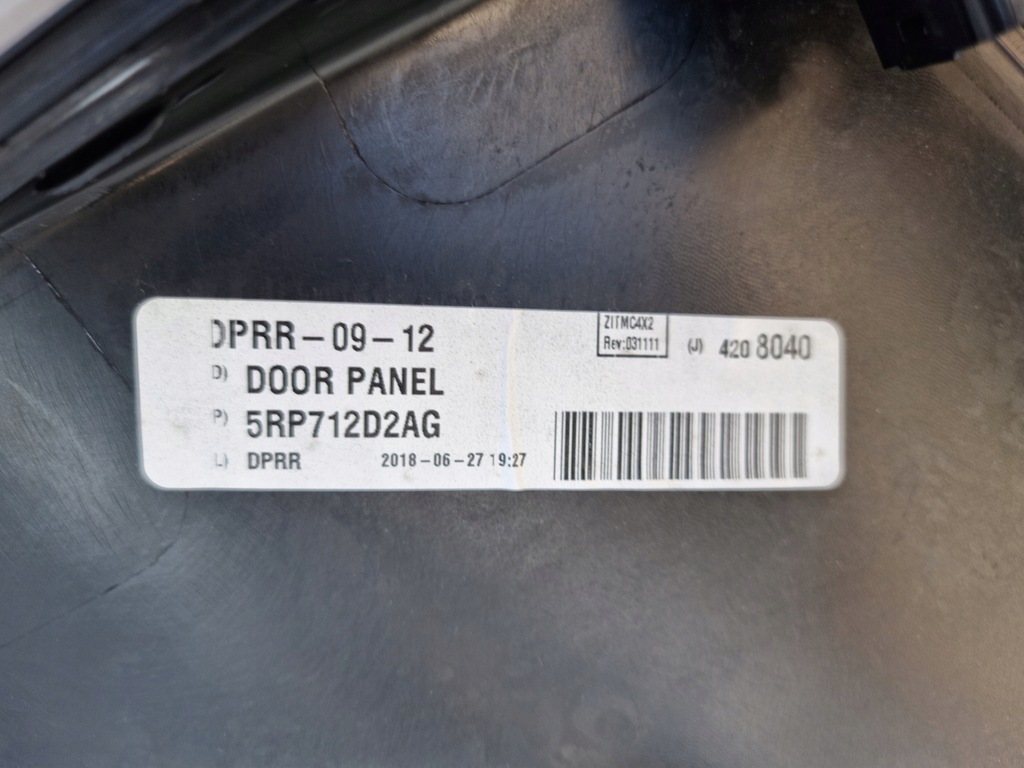 DPRR-09-12
ZITMC4X2
Rev:031111
(J) 420 8040
D) DOOR PANEL
P) 5RP712D2AG
L) DPRR 2018-06-27 19:27